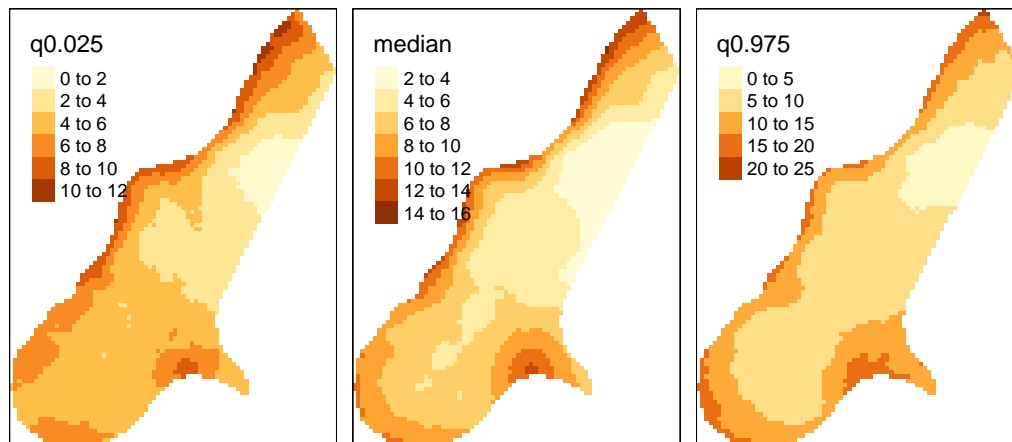 q0.025
0 to 2
2 to 4
4 to 6
6 to 8
8 to 10
10 to 12
median
2 to 4
4 to 6
6 to 8
8 to 10
10 to 12
12 to 14
14 to 16
q0.975
0 to 5
5 to 10
10 to 15
15 to 20
20 to 25